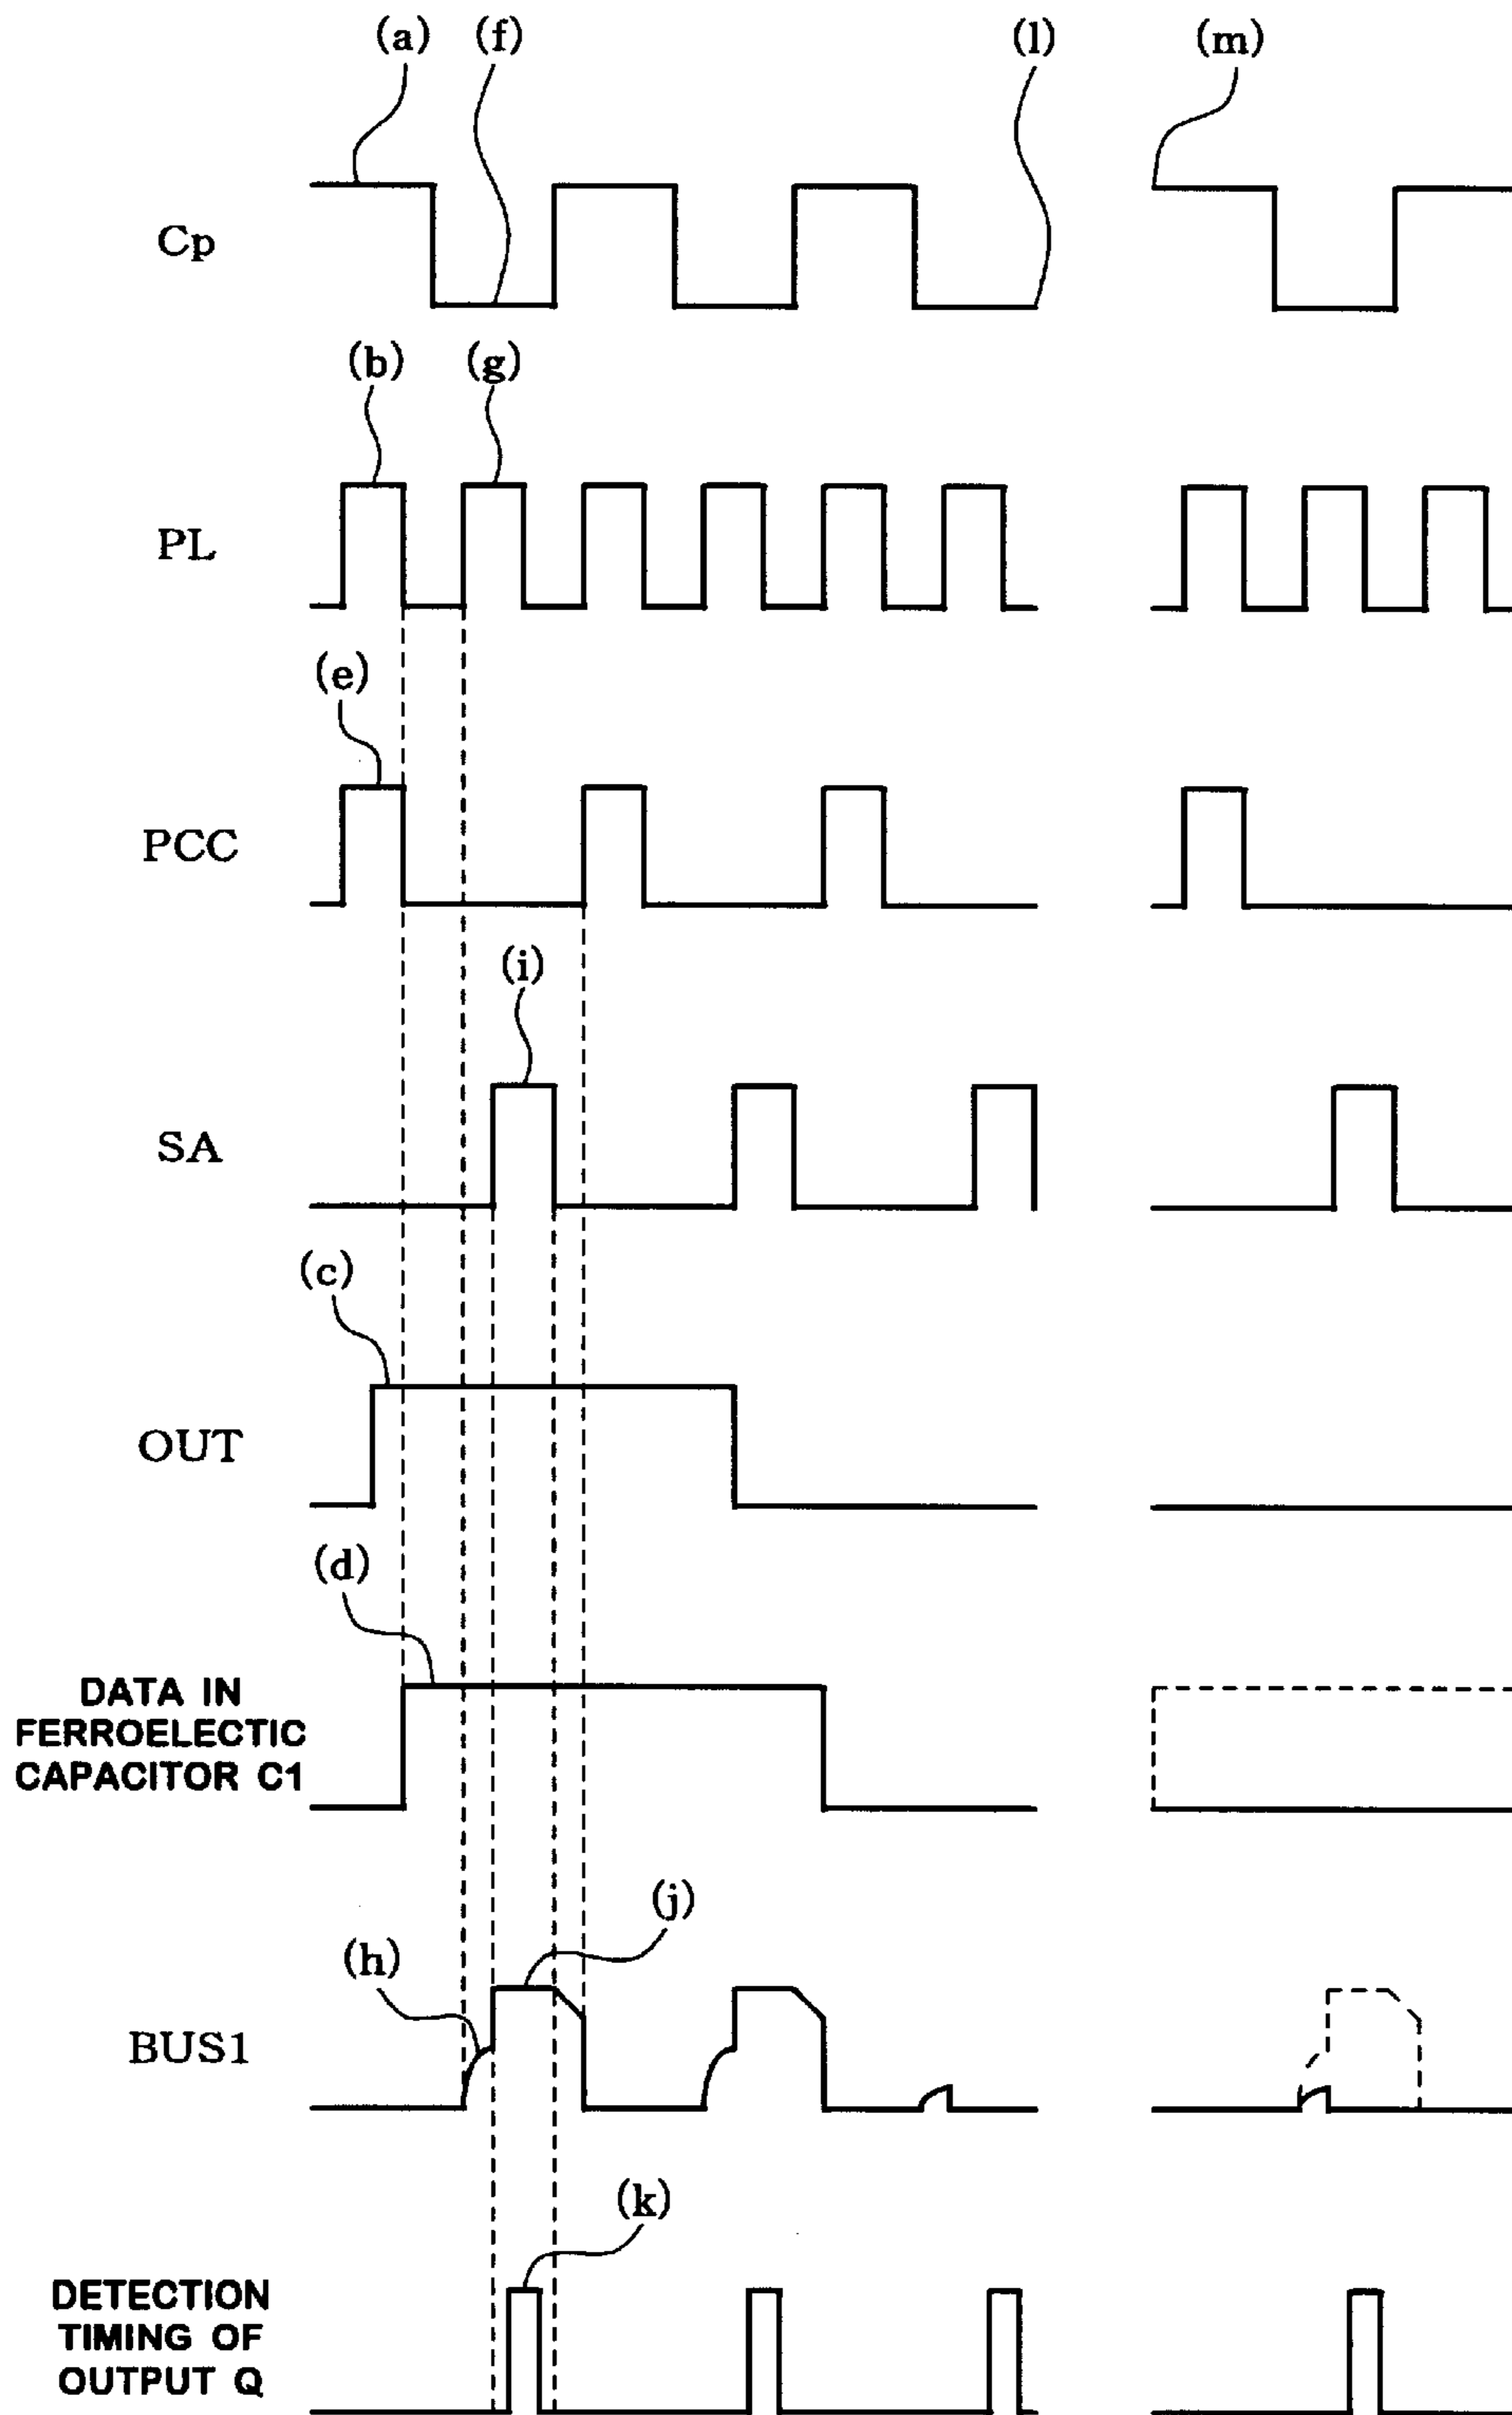 (a) (f) (l) (m)
Cp
(b) (g)
PL
(e)
PCC
(i)
SA
(c)
OUT
(d)
DATA IN
FERROELECTIC
CAPACITOR C1
(j)
(h)
BUS1
(k)
DETECTION
TIMING OF
OUTPUT Q